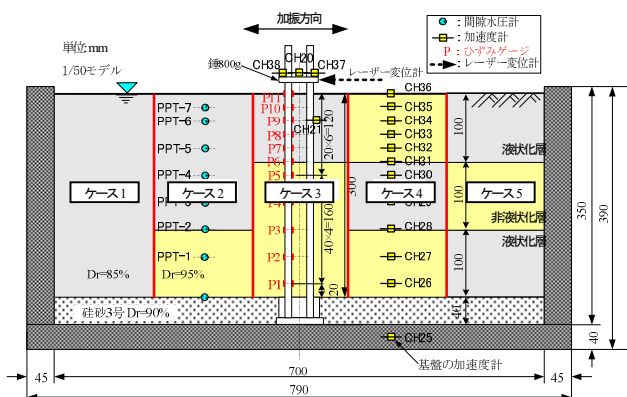 加振方向
単位mm
1/50モデル
：間隙水圧計
：加速度計
P：ひずみゲージ
：レーザー変位計
CH20
CH38
CH37
錘800g
レーザー変位計
CH36
PPT-7
P11
CH35
PPT-6
P10
P9
CH21
CH34
P8
CH33
PPT-5
P7
CH32
P6
CH31
PPT-4
P5
CH30
20×6=120
100
液状化層
ケース1
ケース2
ケース3
ケース4
ケース5
300
PPT-2
P3
CH28
40×4=160
100
非液状化層
液状化層
PPT-1
P2
CH27
Dr=85%
Dr=95%
P1
CH26
20
100
350
390
硅砂3号Dr=90%
40
CH25
40
基盤の加速度計
45
700
45
790